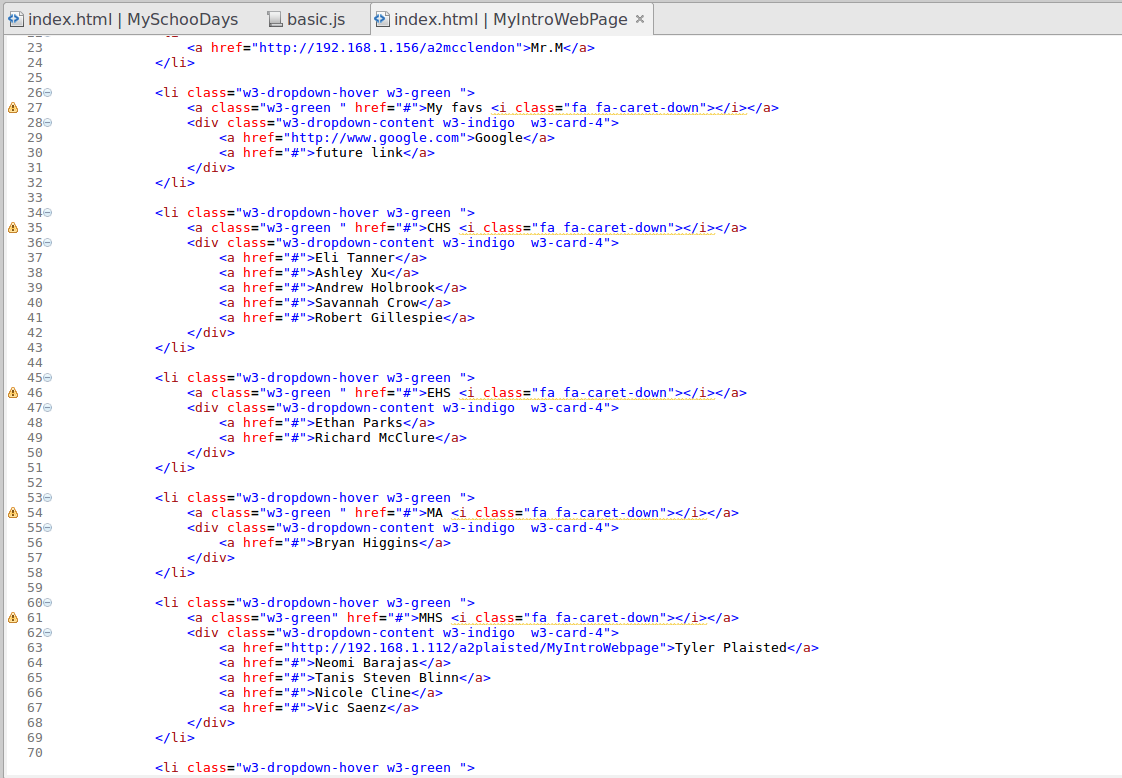 index.html | MySchooDays basic.js index.html | MyIntroWebPage
23 <a href="http://192.168.1.156/a2mcclendon">Mr.M</a>
24 </li>
25
26 <li class="w3-dropdown-hover w3-green ">
27 <a class="w3-green " href="#">My favs <i class="fa fa-caret-down"></i></a>
28 <div class="w3-dropdown-content w3-indigo  w3-card-4">
29 <a href="http://www.google.com">Google</a>
30 <a href="#">future link</a>
31 </div>
32 </li>
33
34 <li class="w3-dropdown-hover w3-green ">
35 <a class="w3-green " href="#">CHS <i class="fa fa-caret-down"></i></a>
36 <div class="w3-dropdown-content w3-indigo  w3-card-4">
37 <a href="#">Eli Tanner</a>
38 <a href="#">Ashley Xu</a>
39 <a href="#">Andrew Holbrook</a>
40 <a href="#">Savannah Crow</a>
41 <a href="#">Robert Gillespie</a>
42 </div>
43 </li>
44
45 <li class="w3-dropdown-hover w3-green ">
46 <a class="w3-green " href="#">EHS <i class="fa fa-caret-down"></i></a>
47 <div class="w3-dropdown-content w3-indigo  w3-card-4">
48 <a href="#">Ethan Parks</a>
49 <a href="#">Richard McClure</a>
50 </div>
51 </li>
52
53 <li class="w3-dropdown-hover w3-green ">
54 <a class="w3-green " href="#">MA <i class="fa fa-caret-down"></i></a>
55 <div class="w3-dropdown-content w3-indigo  w3-card-4">
56 <a href="#">Bryan Higgins</a>
57 </div>
58 </li>
59
60 <li class="w3-dropdown-hover w3-green ">
61 <a class="w3-green" href="#">MHS <i class="fa fa-caret-down"></i></a>
62 <div class="w3-dropdown-content w3-indigo  w3-card-4">
63 <a href="http://192.168.1.112/a2plaisted/MyIntroWebpage">Tyler Plaisted</a>
64 <a href="#">Neomi Barajas</a>
65 <a href="#">Tanis Steven Blinn</a>
66 <a href="#">Nicole Cline</a>
67 <a href="#">Vic Saenz</a>
68 </div>
69 </li>
70
<li class="w3-dropdown-hover w3-green ">